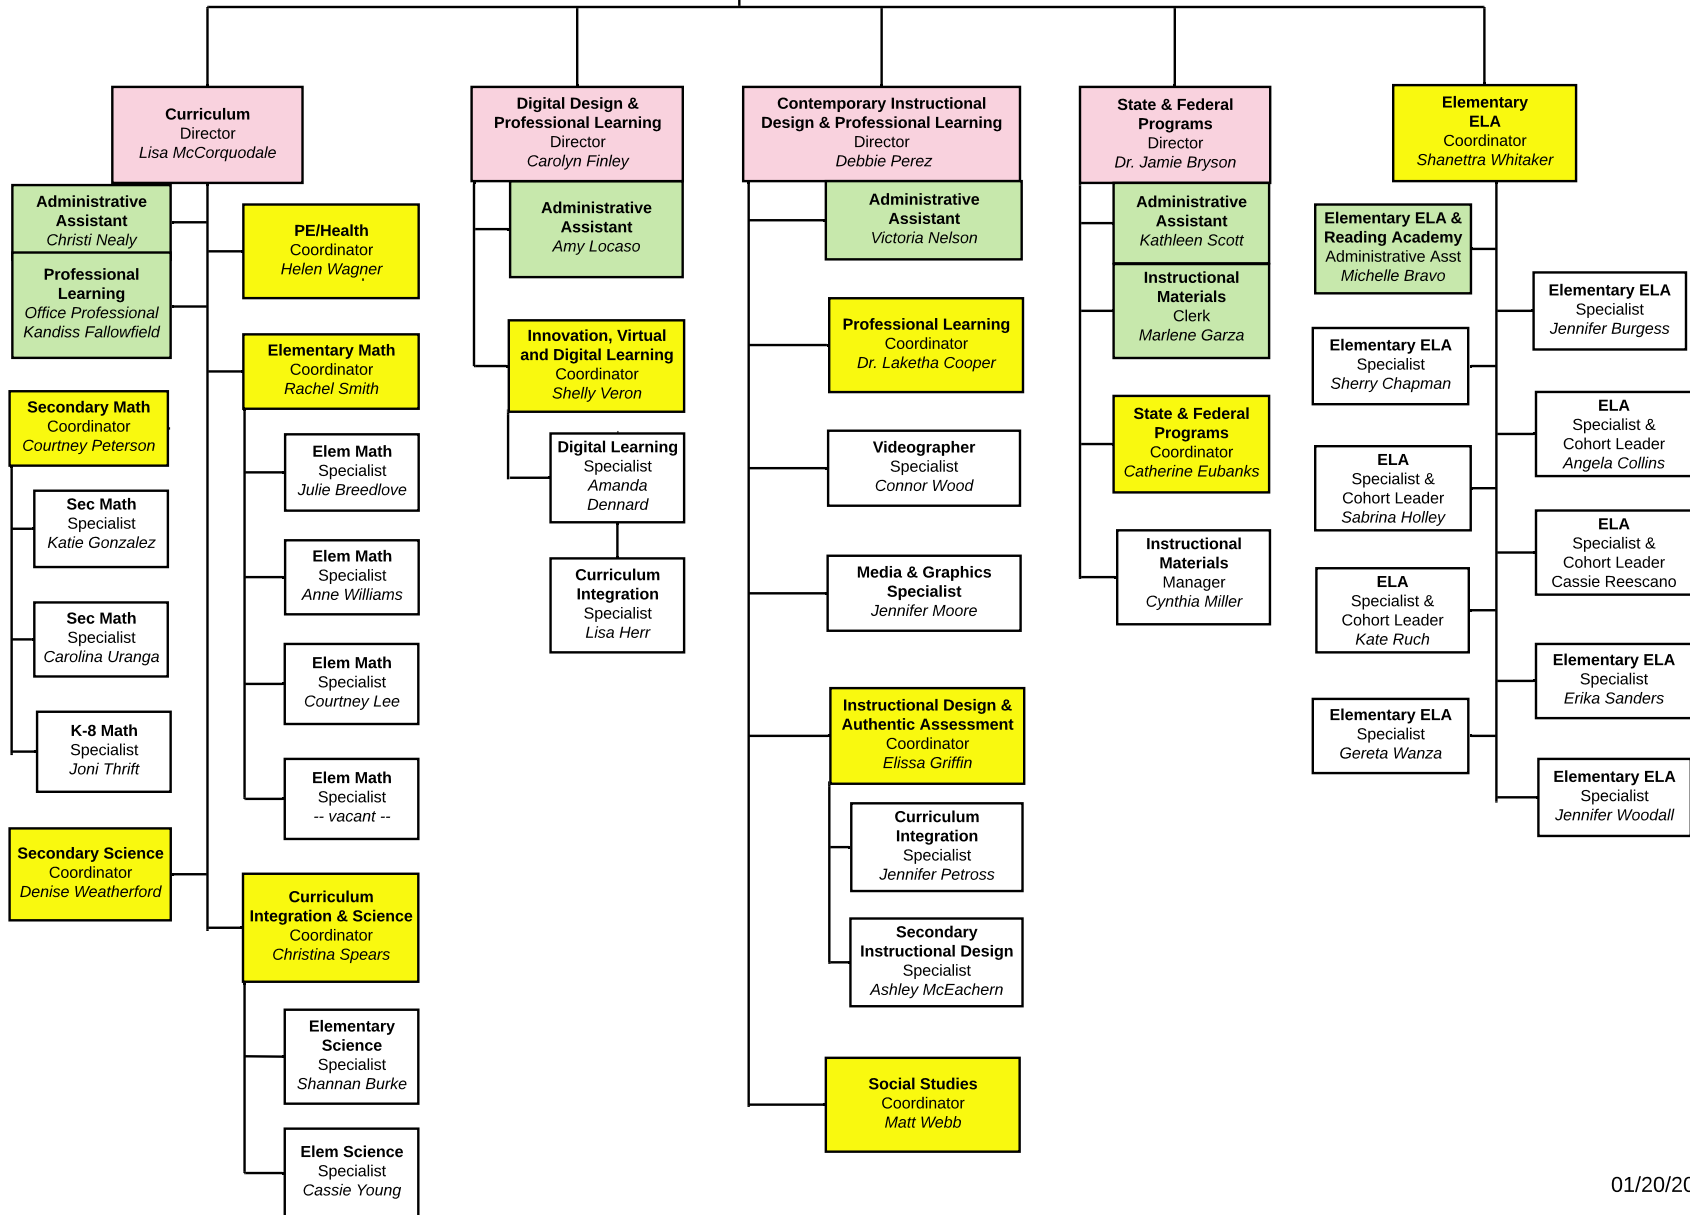 Curriculum
Director
Lisa McCorquodale
Administrative
Assistant
Christi Nealy
Professional
Learning
Office Professional
Kandiss Fallowfield
PE/Health
Coordinator
Helen Wagner
Elementary Math
Coordinator
Rachel Smith
Secondary Math
Coordinator
Courtney Peterson
Sec Math
Specialist
Katie Gonzalez
Sec Math
Specialist
Carolina Uranga
K-8 Math
Specialist
Joni Thrift
Elem Math
Specialist
Julie Breedlove
Elem Math
Specialist
Anne Williams
Elem Math
Specialist
Courtney Lee
Elem Math
Specialist
-- vacant --
Secondary Science
Coordinator
Denise Weatherford
Curriculum
Integration & Science
Coordinator
Christina Spears
Elementary
Science
Specialist
Shannan Burke
Elem Science
Specialist
Cassie Young
Digital Design &
Professional Learning
Director
Carolyn Finley
Administrative
Assistant
Amy Locaso
Innovation, Virtual
and Digital Learning
Coordinator
Shelly Veron
Digital Learning
Specialist
Amanda
Dennard
Curriculum
Integration
Specialist
Lisa Herr
Contemporary Instructional
Design & Professional Learning
Director
Debbie Perez
Administrative
Assistant
Victoria Nelson
Professional Learning
Coordinator
Dr. Laketha Cooper
Videographer
Specialist
Connor Wood
Media & Graphics
Specialist
Jennifer Moore
Instructional Design &
Authentic Assessment
Coordinator
Elissa Griffin
Curriculum
Integration
Specialist
Jennifer Petross
Secondary
Instructional Design
Specialist
Ashley McEachern
Social Studies
Coordinator
Matt Webb
State & Federal
Programs
Director
Dr. Jamie Bryson
Administrative
Assistant
Kathleen Scott
Instructional
Materials
Clerk
Marlene Garza
State & Federal
Programs
Coordinator
Catherine Eubanks
Instructional
Materials
Manager
Cynthia Miller
Elementary
ELA
Coordinator
Shanettra Whitaker
Elementary ELA &
Reading Academy
Administrative Asst
Michelle Bravo
Elementary ELA
Specialist
Jennifer Burgess
Elementary ELA
Specialist
Sherry Chapman
ELA
Specialist &
Cohort Leader
Angela Collins
ELA
Specialist &
Cohort Leader
Sabrina Holley
ELA
Specialist &
Cohort Leader
Cassie Reescano
ELA
Specialist &
Cohort Leader
Kate Ruch
Elementary ELA
Specialist
Erika Sanders
Elementary ELA
Specialist
Gereta Wanza
Elementary ELA
Specialist
Jennifer Woodall
01/20/20